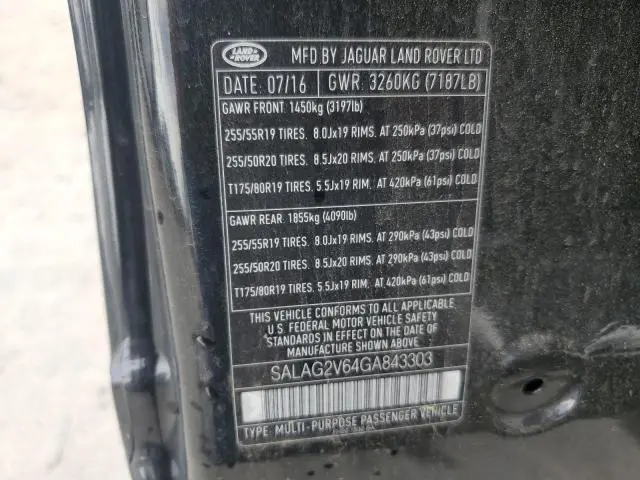 LAND ROVER
MFD BY JAGUAR LAND ROVER LTD
DATE: 07/16 GWR: 3260KG (7187LB)
GAWR FRONT: 1450kg (3197lb)
255/55R19 TIRES. 8.0Jx19 RIMS. AT 250kPa (37psi) COLD
255/50R20 TIRES. 8.5Jx20 RIMS. AT 250kPa (37psi) COLD
T175/80R19 TIRES. 5.5Jx19 RIM. AT 420kPa (61psi) COLD
GAWR REAR: 1855kg (4090lb)
255/55R19 TIRES. 8.0Jx19 RIMS. AT 290kPa (43psi) COLD
255/50R20 TIRES. 8.5Jx20 RIMS. AT 290kPa (43psi) COLD
T175/80R19 TIRES. 5.5Jx19 RIM. AT 420kPa (61psi) COLD
THIS VEHICLE CONFORMS TO ALL APPLICABLE
U.S. FEDERAL MOTOR VEHICLE SAFETY
STANDARDS IN EFFECT ON THE DATE OF
MANUFACTURE SHOWN ABOVE.
SALAG2V64GA843303
TYPE: MULTI-PURPOSE PASSENGER VEHICLE